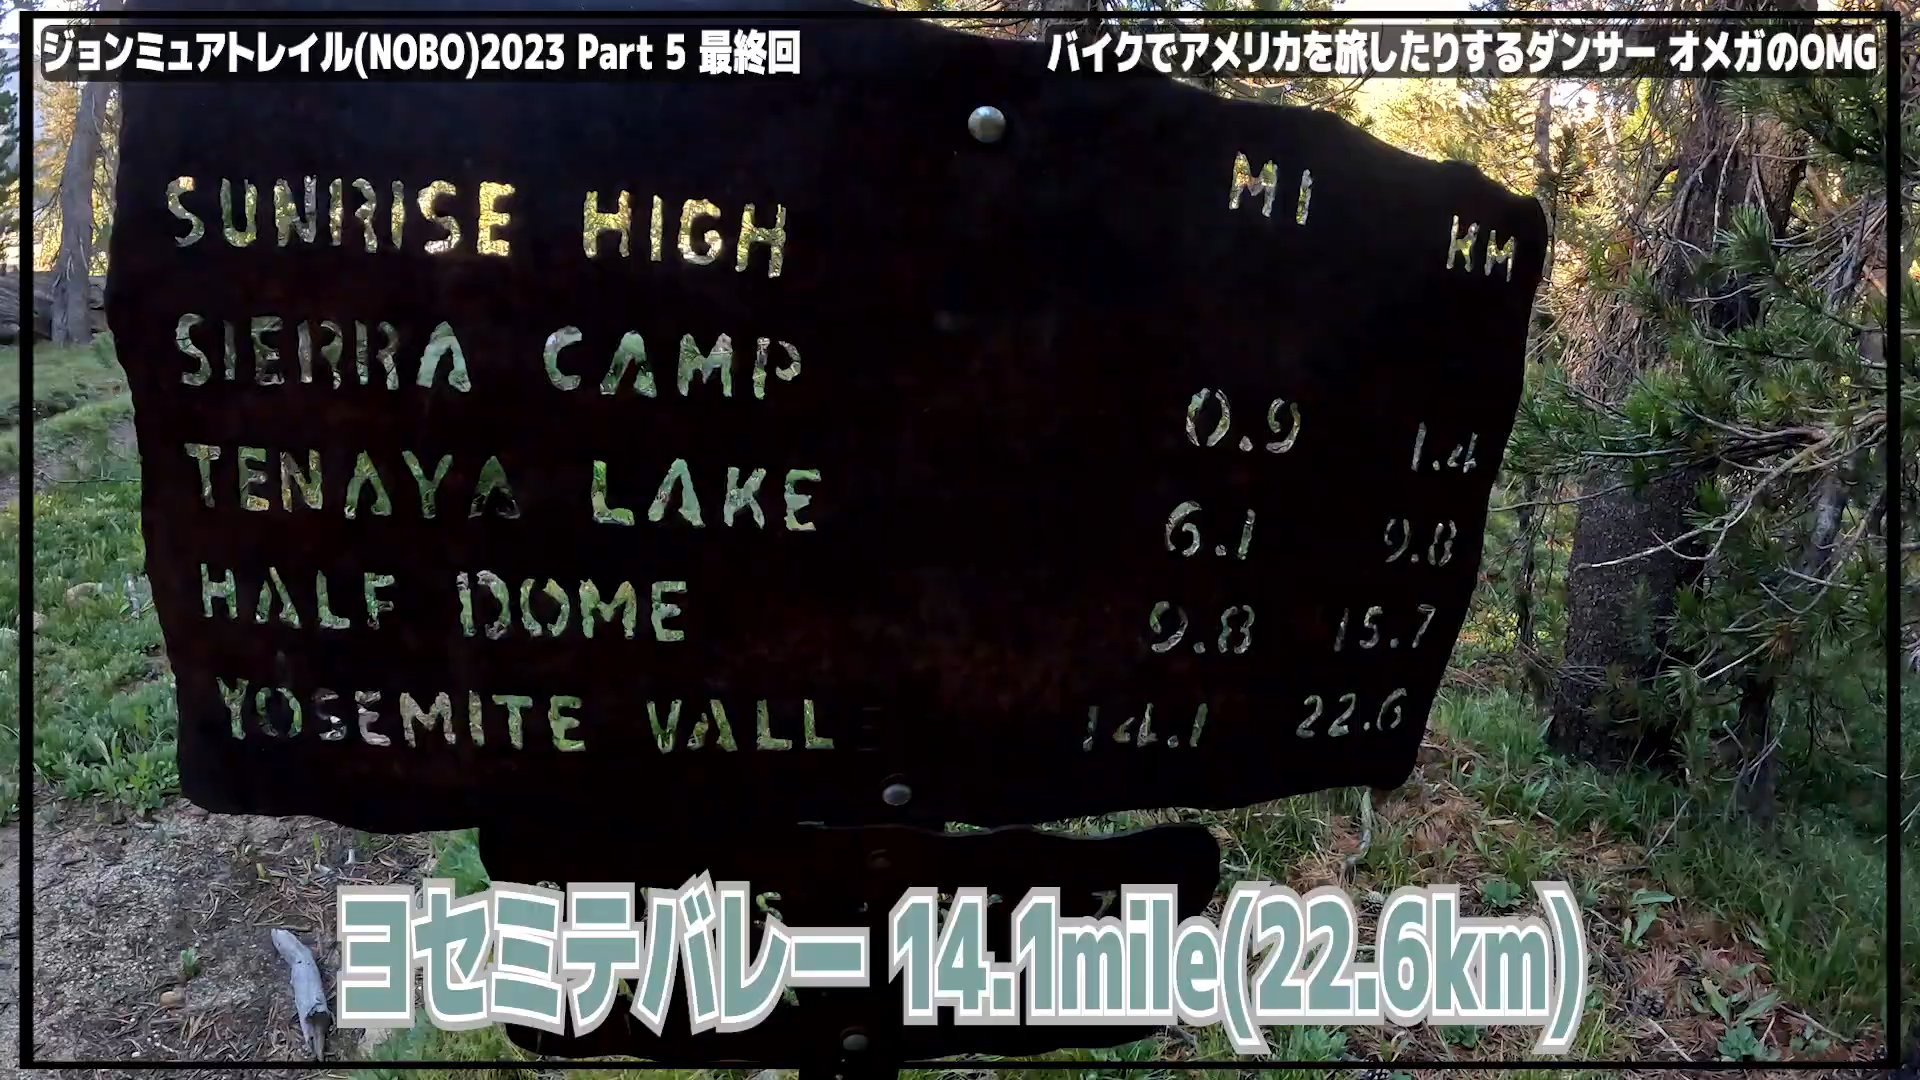 ジョンミュアトレイル(NOBO)2023 Part 5 最終回
バイクでアメリカを旅したりするダンサー オメガのOMG
MI KM
SUNRISE HIGH
SIERRA CAMP 0.9 1.4
TENAYA LAKE 6.1 9.8
HALF DOME 9.8 15.7
YOSEMITE VALL 14.1 22.6
ヨセミテバレー 14.1mile(22.6km)